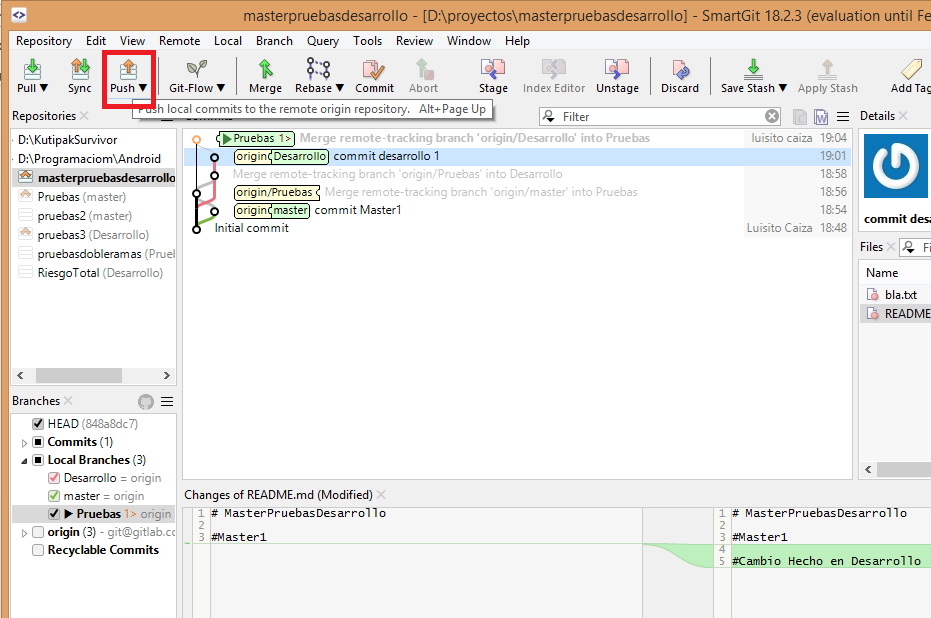 masterpruebasdesarrollo - [D:\proyectos\masterpruebasdesarrollo] - SmartGit 18.2.3 (evaluation until Fe
Repository Edit View Remote Local Branch Query Tools Review Window Help
Pull ▼ Sync Push ▼ Git-Flow ▼ Merge Rebase ▼ Commit Abort Stage Index Editor Unstage Discard Save Stash ▼ Apply Stash Add Tag
Push local commits to the remote origin repository. Alt+Page Up
Repositories
D:\KutipakSurvivor
D:\Programaciom\Android
masterpruebasdesarrollo
Pruebas (master)
pruebas2 (master)
pruebas3 (Desarrollo)
pruebasdobleramas (Prue
RiesgoTotal (Desarrollo)
Branches
HEAD (848a8dc7)
Commits (1)
Local Branches (3)
Desarrollo = origin
master = origin
Pruebas 1> origin
origin (3) - git@gitlab.co
Recyclable Commits
Commits
Filter
Pruebas 1> Merge remote-tracking branch 'origin/Desarrollo' into Pruebas luisito caiza 19:04
origin Desarrollo commit desarrollo 1 19:01
Merge remote-tracking branch 'origin/Pruebas' into Desarrollo 18:58
origin/Pruebas Merge remote-tracking branch 'origin/master' into Pruebas 18:56
origin master commit Master1 18:54
Initial commit Luisito Caiza 18:48
Details
commit desa
Files
Fi
Name
bla.txt
README
Changes of README.md (Modified)
1 # MasterPruebasDesarrollo
2
3 #Master1
1 # MasterPruebasDesarrollo
2
3 #Master1
4
5 #Cambio Hecho en Desarrollo